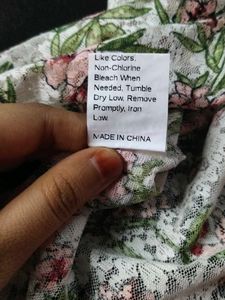 Like Colors.
Non-Chlorine
Bleach When
Needed, Tumble
Dry Low, Remove
Promptly, Iron
Low.
MADE IN CHINA